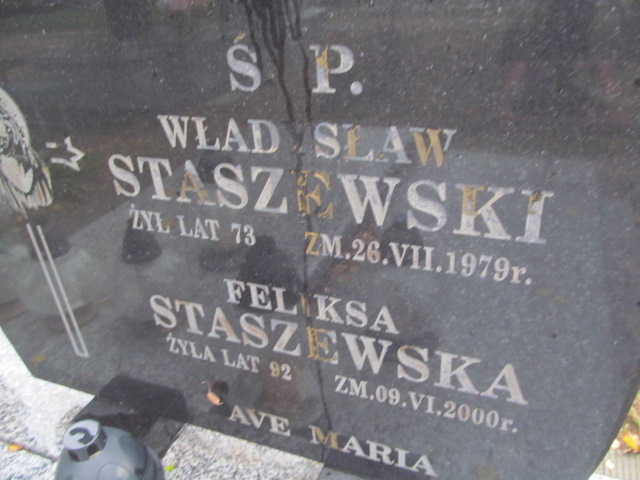 Ś. P.
WŁADYSŁAW
STASZEWSKI
ŻYŁ LAT 73 ZM.26.VII.1979r.
FELIKSA
STASZEWSKA
ŻYŁA LAT 92 ZM.09.VI.2000r.
AVE MARIA